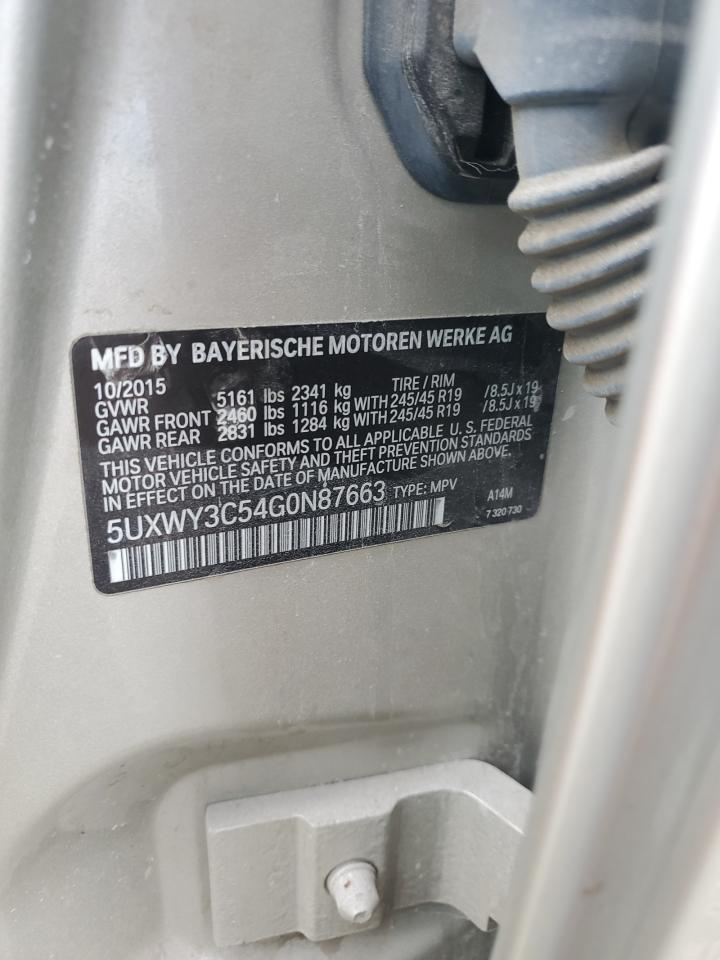 MFD BY BAYERISCHE MOTOREN WERKE AG
10/2015
GVWR 5161 lbs 2341 kg TIRE / RIM
GAWR FRONT 2460 lbs 1116 kg WITH 245/45 R19 /8.5J x 19
GAWR REAR 2831 lbs 1284 kg WITH 245/45 R19 /8.5J x 19
THIS VEHICLE CONFORMS TO ALL APPLICABLE U. S. FEDERAL
MOTOR VEHICLE SAFETY AND THEFT PREVENTION STANDARDS
IN EFFECT ON THE DATE OF MANUFACTURE SHOWN ABOVE.
5UXWY3C54G0N87663 TYPE: MPV A14M
7 320 730